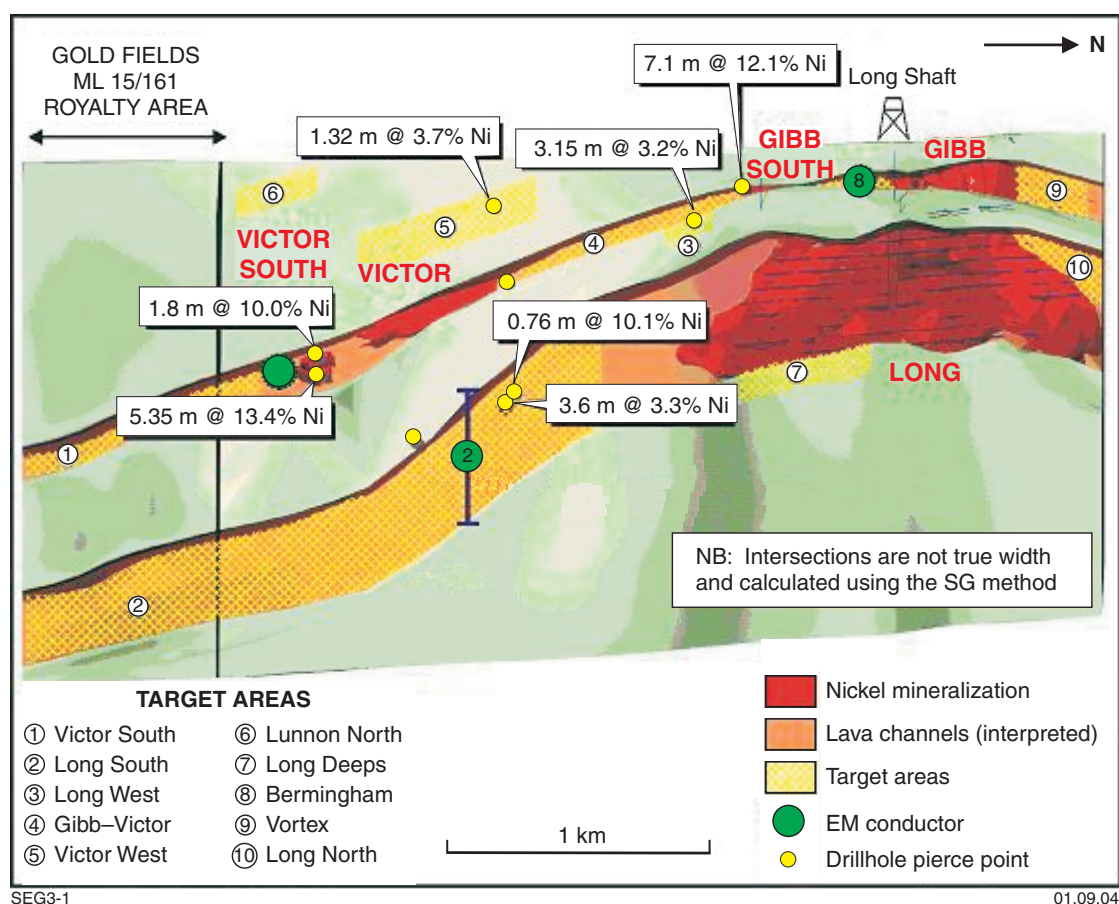 GOLD FIELDS
ML 15/161
ROYALTY AREA
N
7.1 m @ 12.1% Ni
Long Shaft
1.32 m @ 3.7% Ni
3.15 m @ 3.2% Ni
GIBB
SOUTH
GIBB
8
9
6
5
4
3
VICTOR
SOUTH
VICTOR
10
1.8 m @ 10.0% Ni
0.76 m @ 10.1% Ni
7
LONG
5.35 m @ 13.4% Ni
3.6 m @ 3.3% Ni
1
2
2
NB: Intersections are not true width
and calculated using the SG method
TARGET AREAS
1 Victor South
2 Long South
3 Long West
4 Gibb–Victor
5 Victor West
6 Lunnon North
7 Long Deeps
8 Bermingham
9 Vortex
10 Long North
1 km
Nickel mineralization
Lava channels (interpreted)
Target areas
EM conductor
Drillhole pierce point
SEG3-1
01.09.04